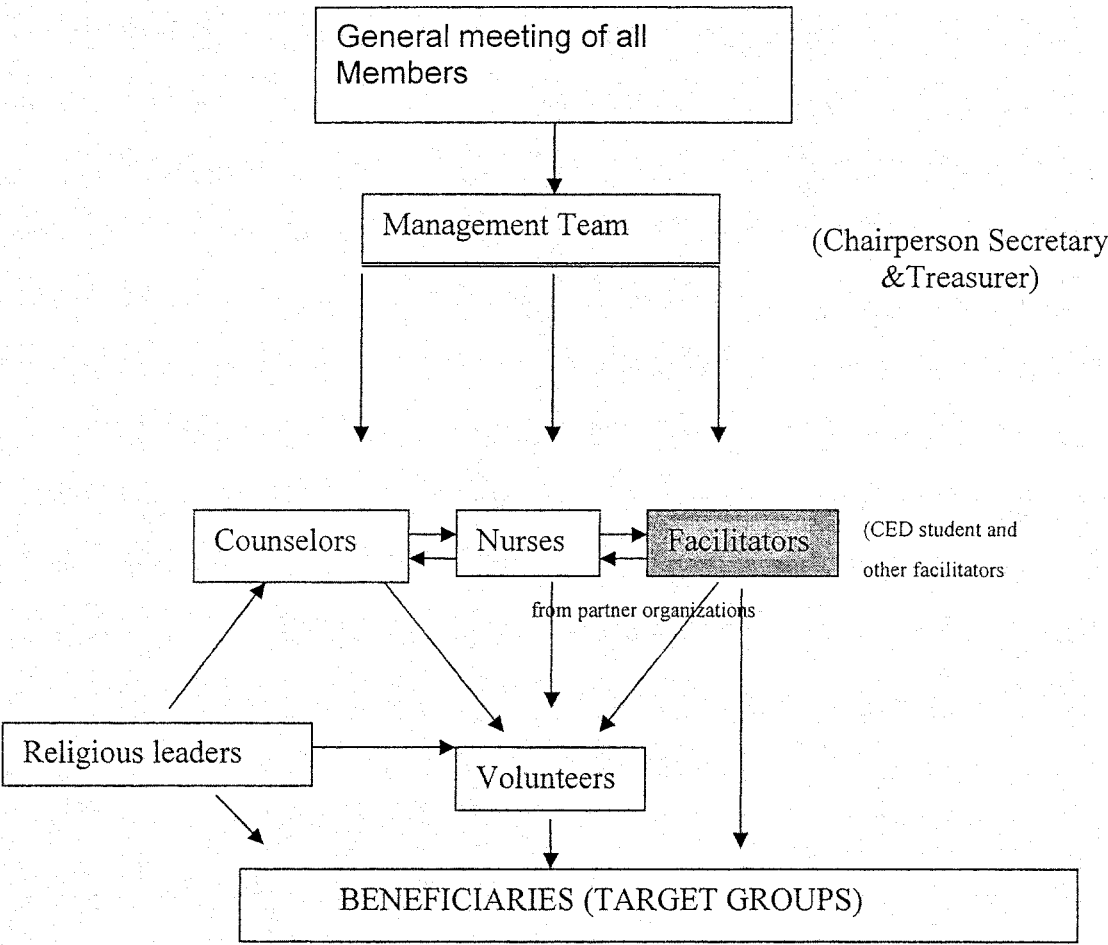 General meeting of all
Members
Management Team
(Chairperson Secretary
&Treasurer)
Counselors
Nurses
Facilitators
(CED student and
other facilitators
from partner organizations
Religious leaders
Volunteers
BENEFICIARIES (TARGET GROUPS)